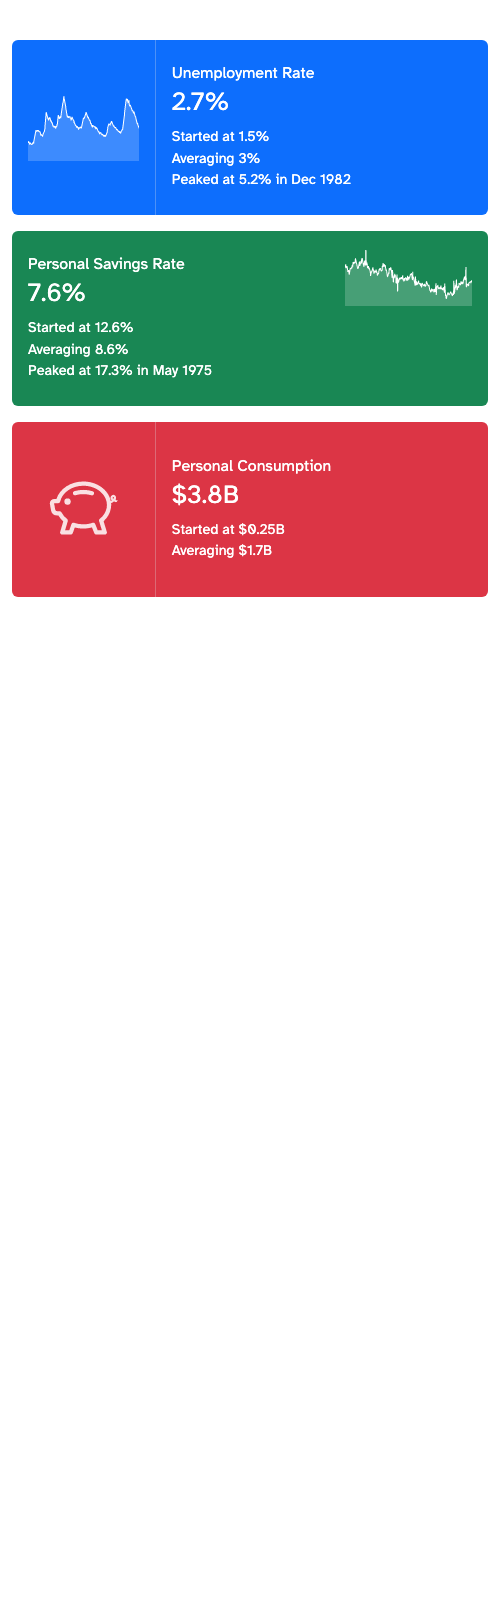 Unemployment Rate
2.7%
Started at 1.5%
Averaging 3%
Peaked at 5.2% in Dec 1982
Personal Savings Rate
7.6%
Started at 12.6%
Averaging 8.6%
Peaked at 17.3% in May 1975
Personal Consumption
$3.8B
Started at $0.25B
Averaging $1.7B